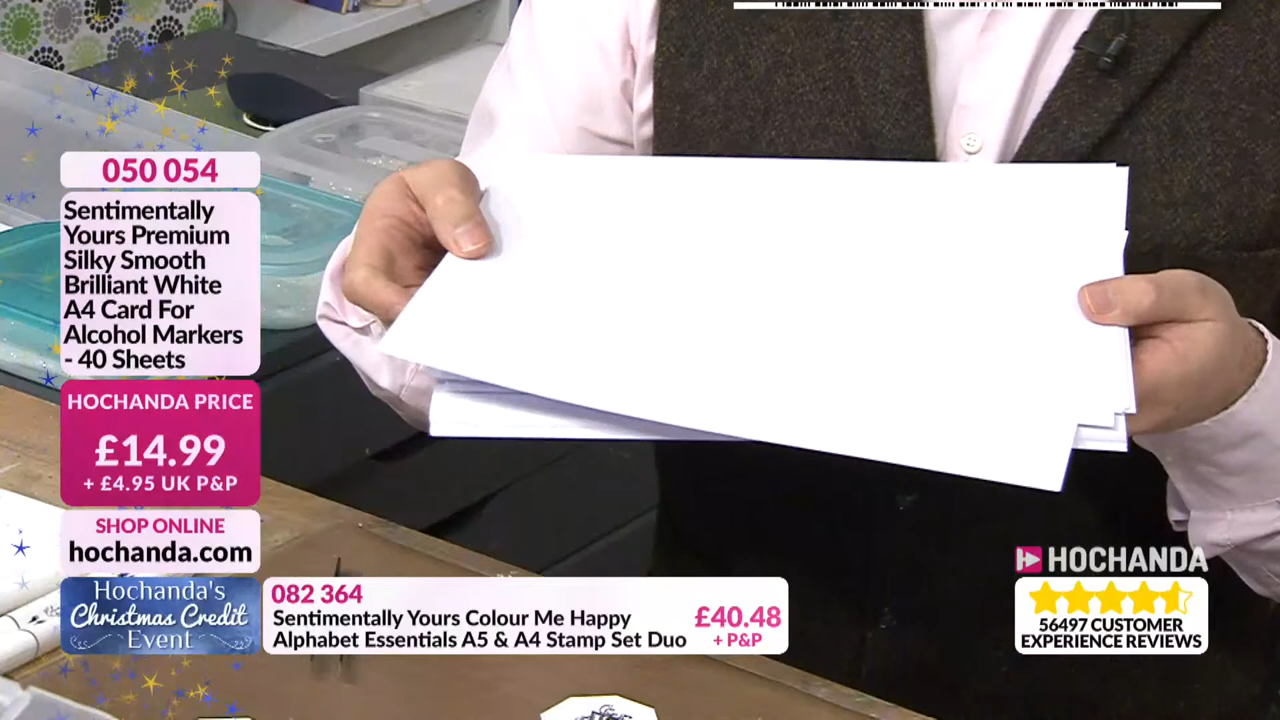 050 054
Sentimentally
Yours Premium
Silky Smooth
Brilliant White
A4 Card For
Alcohol Markers
- 40 Sheets
HOCHANDA PRICE
£14.99
+ £4.95 UK P&P
SHOP ONLINE
hochanda.com
Hochanda's
Christmas Credit
Event
082 364
Sentimentally Yours Colour Me Happy
Alphabet Essentials A5 & A4 Stamp Set Duo
£40.48
+ P&P
HOCHANDA
56497 CUSTOMER
EXPERIENCE REVIEWS